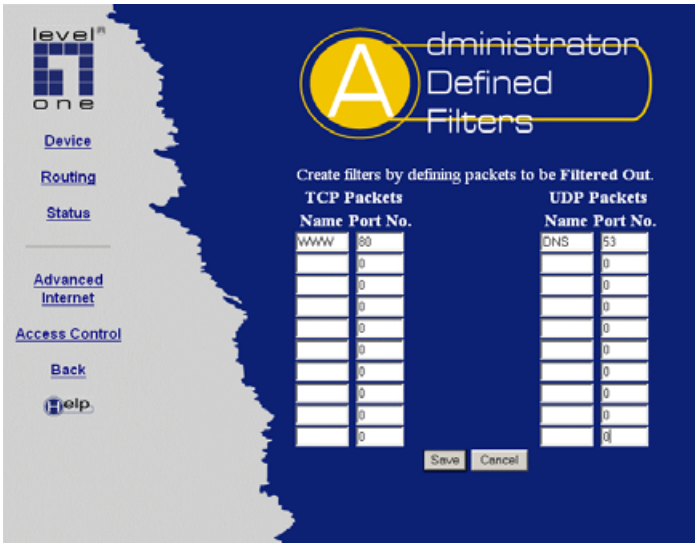 level®
one
Device
Routing
Status
Advanced
Internet
Access Control
Back
Help
Administrator
Defined
Filters
Create filters by defining packets to be Filtered Out.
TCP Packets
Name Port No.
WWW 80
0
0
0
0
0
0
0
0
0
UDP Packets
Name Port No.
DNS 53
0
0
0
0
0
0
0
0
0
Save Cancel